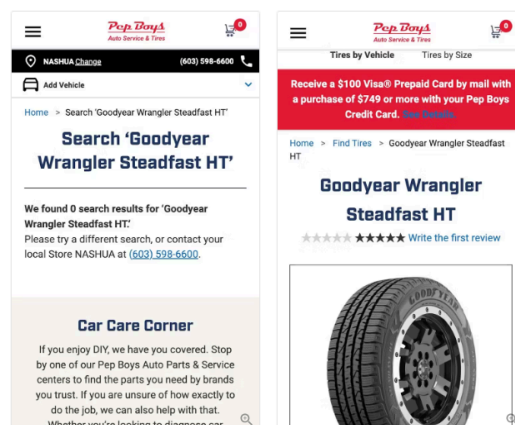 Pep Boys
Auto Service & Tires
0
NASHUA Change
(603) 598-6600
Add Vehicle
Home > Search 'Goodyear Wrangler Steadfast HT'
Search 'Goodyear
Wrangler Steadfast HT'
We found 0 search results for 'Goodyear
Wrangler Steadfast HT.'
Please try a different search, or contact your
local Store NASHUA at (603) 598-6600.
Car Care Corner
If you enjoy DIY, we have you covered. Stop
by one of our Pep Boys Auto Parts & Service
centers to find the parts you need by brands
you trust. If you are unsure of how exactly to
do the job, we can also help with that.
Whether you're looking to diagnose car
Pep Boys
Auto Service & Tires
0
Tires by Vehicle Tires by Size
Receive a $100 Visa® Prepaid Card by mail with
a purchase of $749 or more with your Pep Boys
Credit Card. See Details
Home > Find Tires > Goodyear Wrangler Steadfast
HT
Goodyear Wrangler
Steadfast HT
Write the first review
GOODYEAR